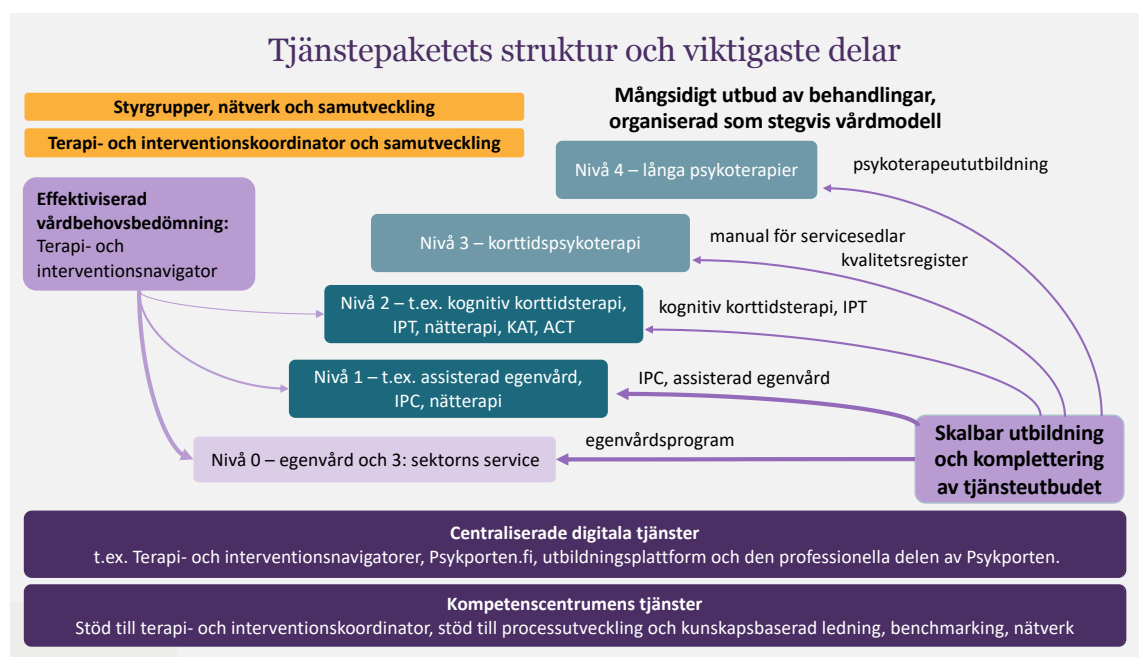 Tjänstepaketets struktur och viktigaste delar
Styrgrupper, nätverk och samutveckling
Terapi- och interventionskoordinator och samutveckling
Mångsidigt utbud av behandlingar,
organiserad som stegvis vårdmodell
Nivå 4 – långa psykoterapier
psykoterapeututbildning
Effektiviserad
vårdbehovsbedömning:
Terapi- och
interventionsnavigator
Nivå 3 – korttidspsykoterapi
manual för servicesedlar
kvalitetsregister
Nivå 2 – t.ex. kognitiv korttidsterapi,
IPT, nätterapi, KAT, ACT
kognitiv korttidsterapi, IPT
Nivå 1 – t.ex. assisterad egenvård,
IPC, nätterapi
IPC, assisterad egenvård
Nivå 0 – egenvård och 3: sektorns service
egenvårdsprogram
Skalbar utbildning
och komplettering
av tjänsteutbudet
Centraliserade digitala tjänster
t.ex. Terapi- och interventionsnavigatorer, Psykporten.fi, utbildningsplattform och den professionella delen av Psykporten.
Kompetenscentrumens tjänster
Stöd till terapi- och interventionskoordinator, stöd till processutveckling och kunskapsbaserad ledning, benchmarking, nätverk